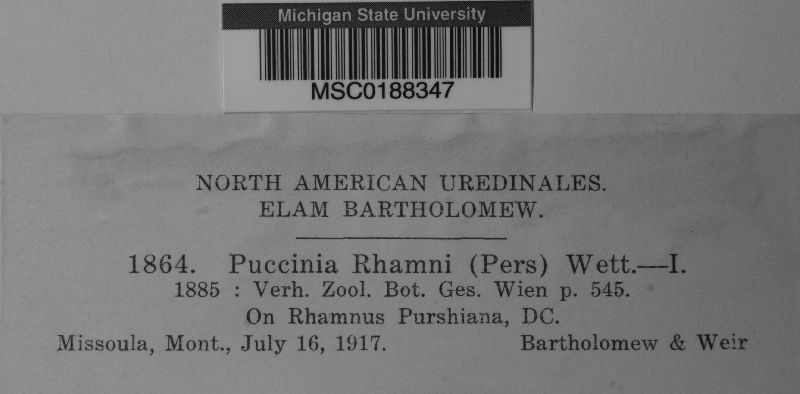 Michigan State University
MSC0188347
NORTH AMERICAN UREDINALES.
ELAM BARTHOLOMEW.
1864. Puccinia Rhamni (Pers) Wett.—I.
1885 : Verh. Zool. Bot. Ges. Wien p. 545.
On Rhamnus Purshiana, DC.
Missoula, Mont., July 16, 1917. Bartholomew & Weir